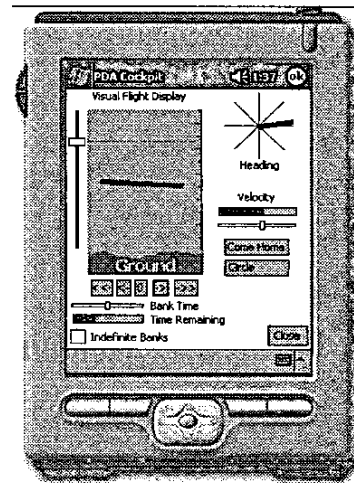 PDA Cockpit 1:37 ok
Visual Flight Display
Heading
Velocity
Come Home
Circle
Ground
<< < 0 > >>
Bank Time
Time Remaining
Indefinite Banks
Close